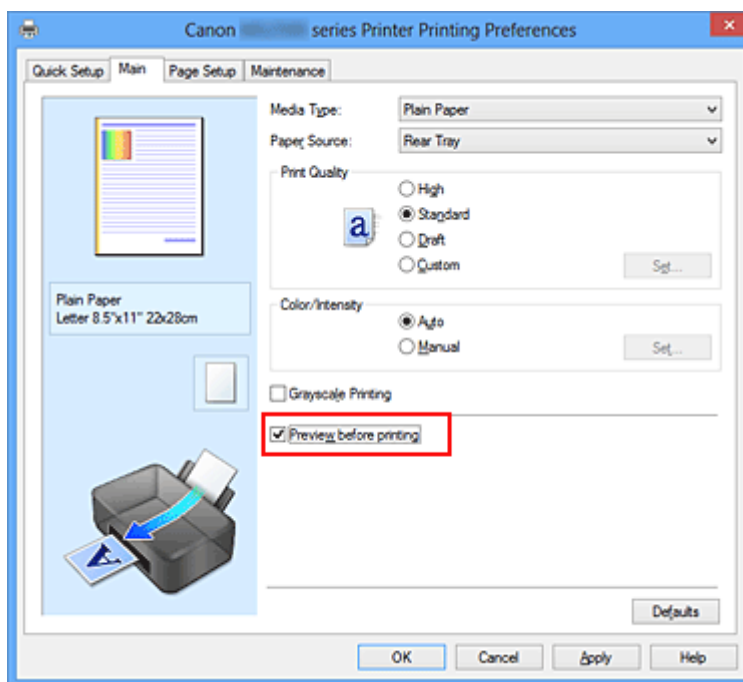 Canon series Printer Printing Preferences
Quick Setup Main Page Setup Maintenance
Media Type: Plain Paper
Paper Source: Rear Tray
Print Quality
High
a
Standard
Draft
Custom
Set...
Plain Paper
Letter 8.5"x11" 22x28cm
Color/Intensity
Auto
Manual
Set...
Grayscale Printing
Preview before printing
A
Defaults
OK Cancel Apply Help